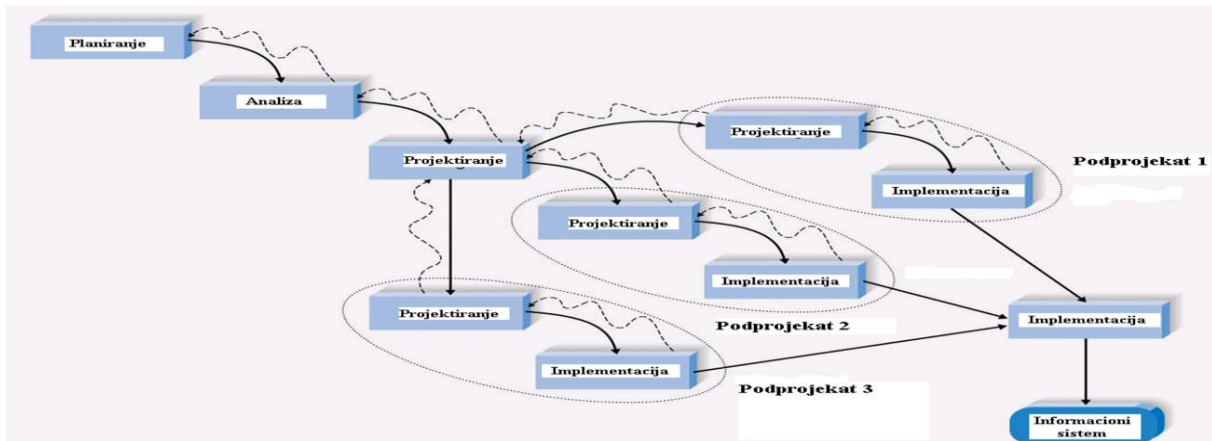 Planiranje
Analiza
Projektiranje
Projektiranje
Implementacija
Podprojekat 1
Projektiranje
Implementacija
Podprojekat 2
Projektiranje
Implementacija
Podprojekat 3
Implementacija
Informacioni
sistem